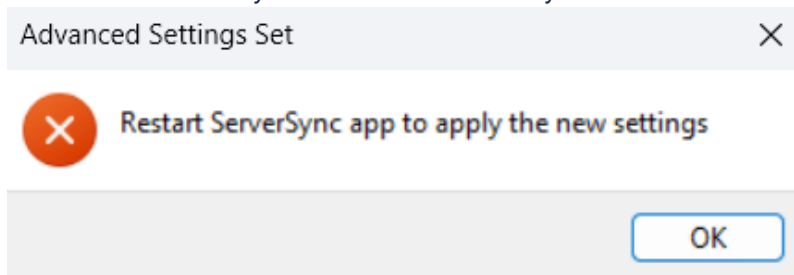 Advanced Settings Set
Restart ServerSync app to apply the new settings
OK